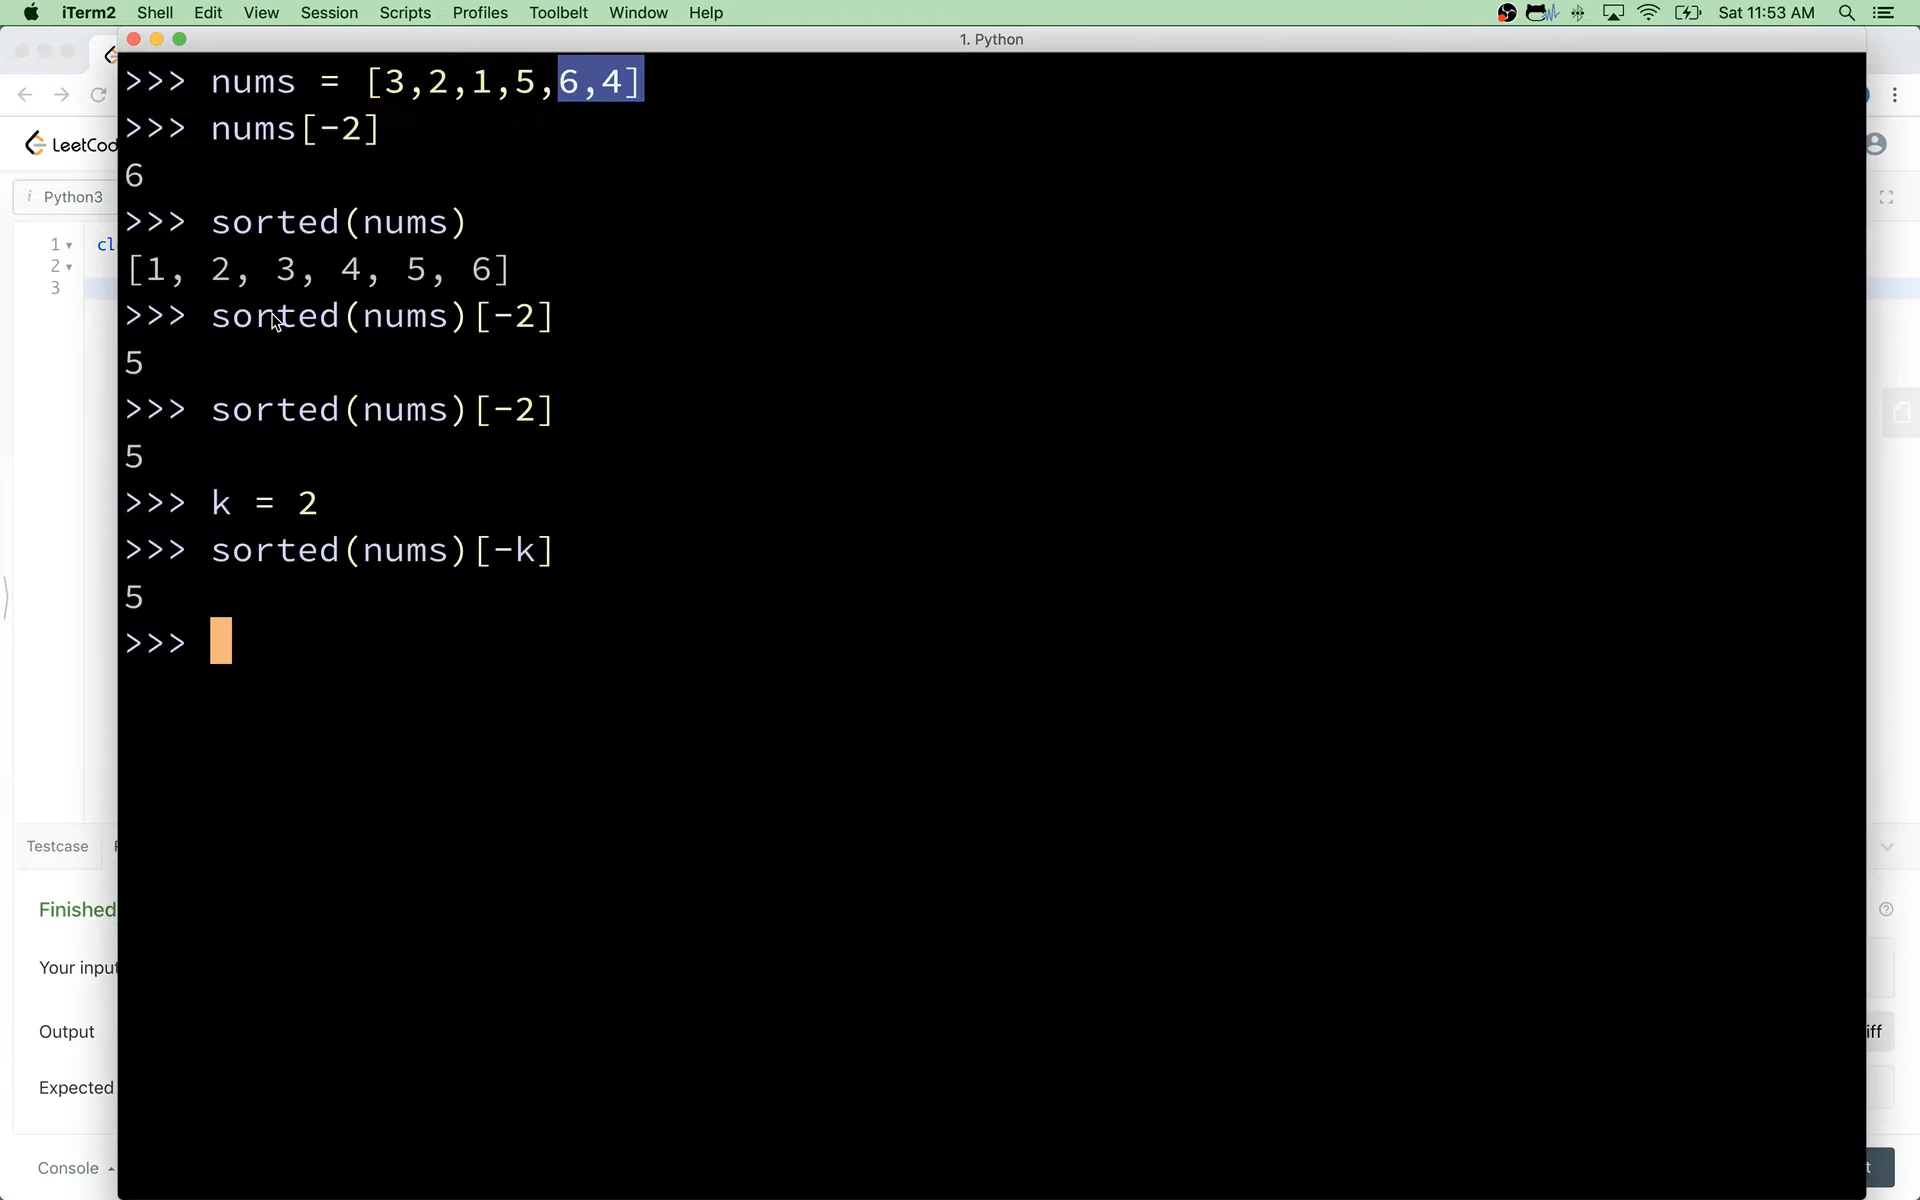 iTerm2 Shell Edit View Session Scripts Profiles Toolbelt Window Help Sat 11:53 AM
1. Python
>>> nums = [3,2,1,5,6,4]
>>> nums[-2]
6
>>> sorted(nums)
[1, 2, 3, 4, 5, 6]
>>> sorted(nums)[-2]
5
>>> sorted(nums)[-2]
5
>>> k = 2
>>> sorted(nums)[-k]
5
>>>
LeetCod
i Python3
1 cl
2
3
Testcase
Finished
Your input
Output
iff
Expected
Console
t